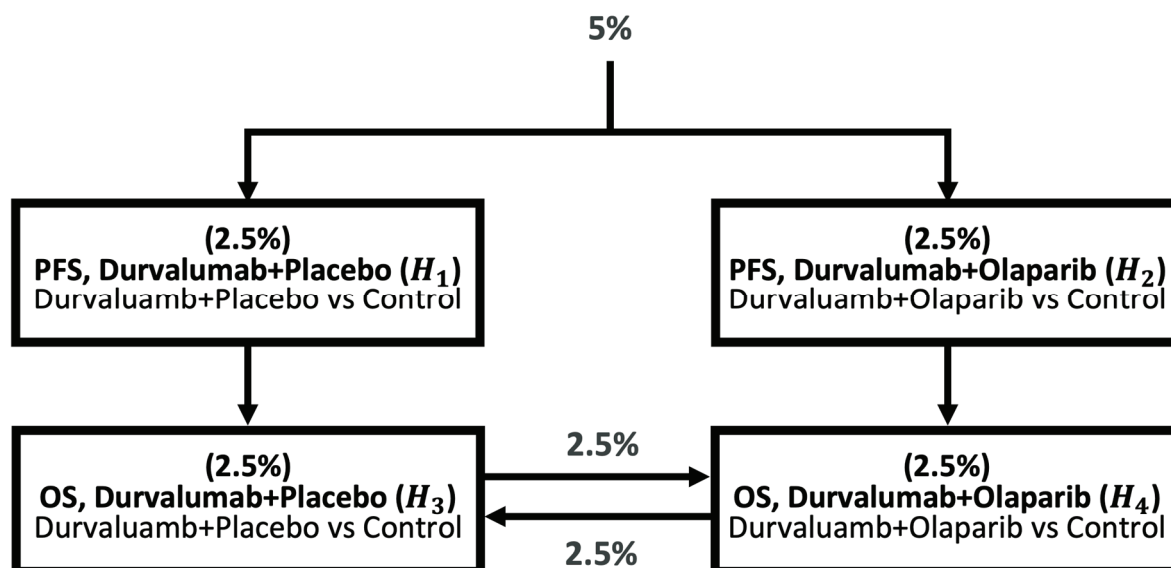 5%
(2.5%)
PFS, Durvalumab+Placebo (H₁)
Durvaluamb+Placebo vs Control
(2.5%)
PFS, Durvalumab+Olaparib (H₂)
Durvaluamb+Olaparib vs Control
(2.5%)
OS, Durvalumab+Placebo (H₃)
Durvaluamb+Placebo vs Control
2.5%
2.5%
(2.5%)
OS, Durvalumab+Olaparib (H₄)
Durvaluamb+Olaparib vs Control